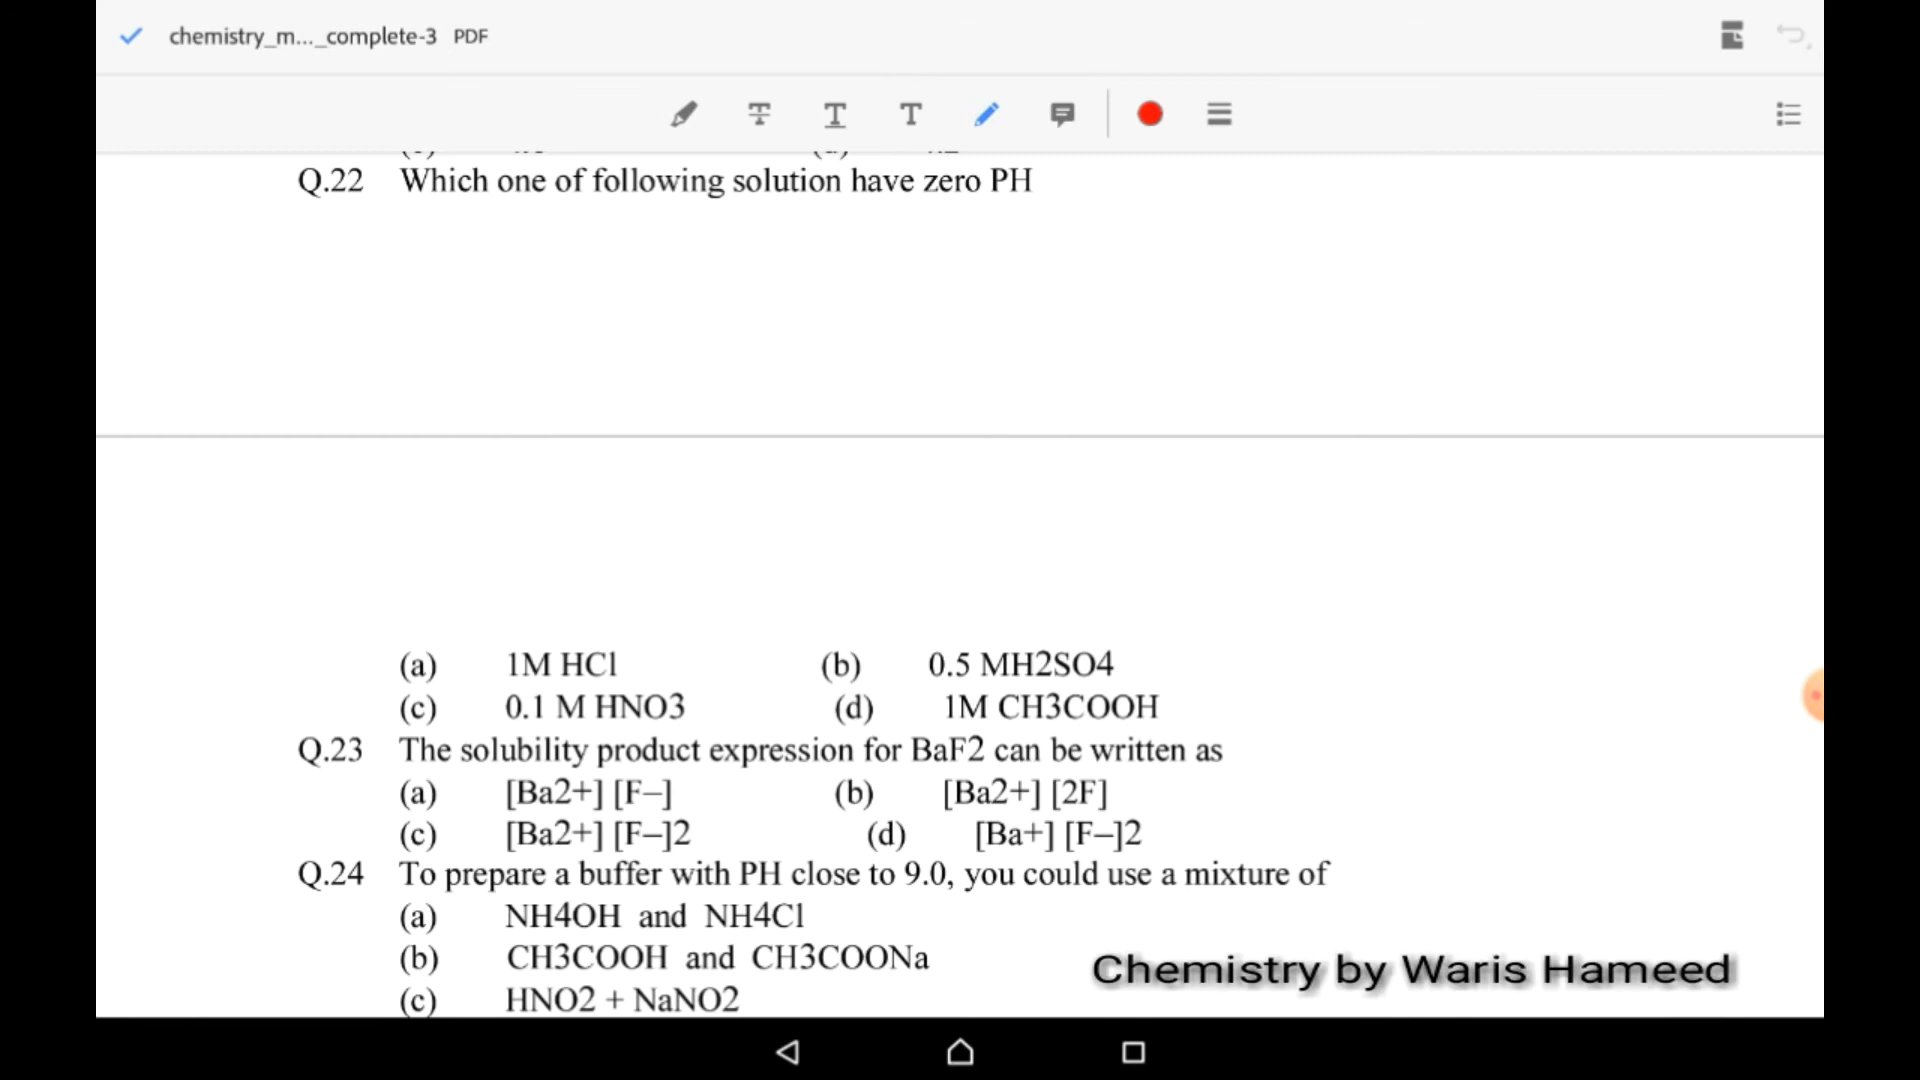 chemistry_m..._complete-3 PDF
Q.22 Which one of following solution have zero PH
(a) 1M HCl (b) 0.5 MH2SO4
(c) 0.1 M HNO3 (d) 1M CH3COOH
Q.23 The solubility product expression for BaF2 can be written as
(a) [Ba2+] [F–] (b) [Ba2+] [2F]
(c) [Ba2+] [F–]2 (d) [Ba+] [F–]2
Q.24 To prepare a buffer with PH close to 9.0, you could use a mixture of
(a) NH4OH and NH4Cl
(b) CH3COOH and CH3COONa
(c) HNO2 + NaNO2
Chemistry by Waris Hameed